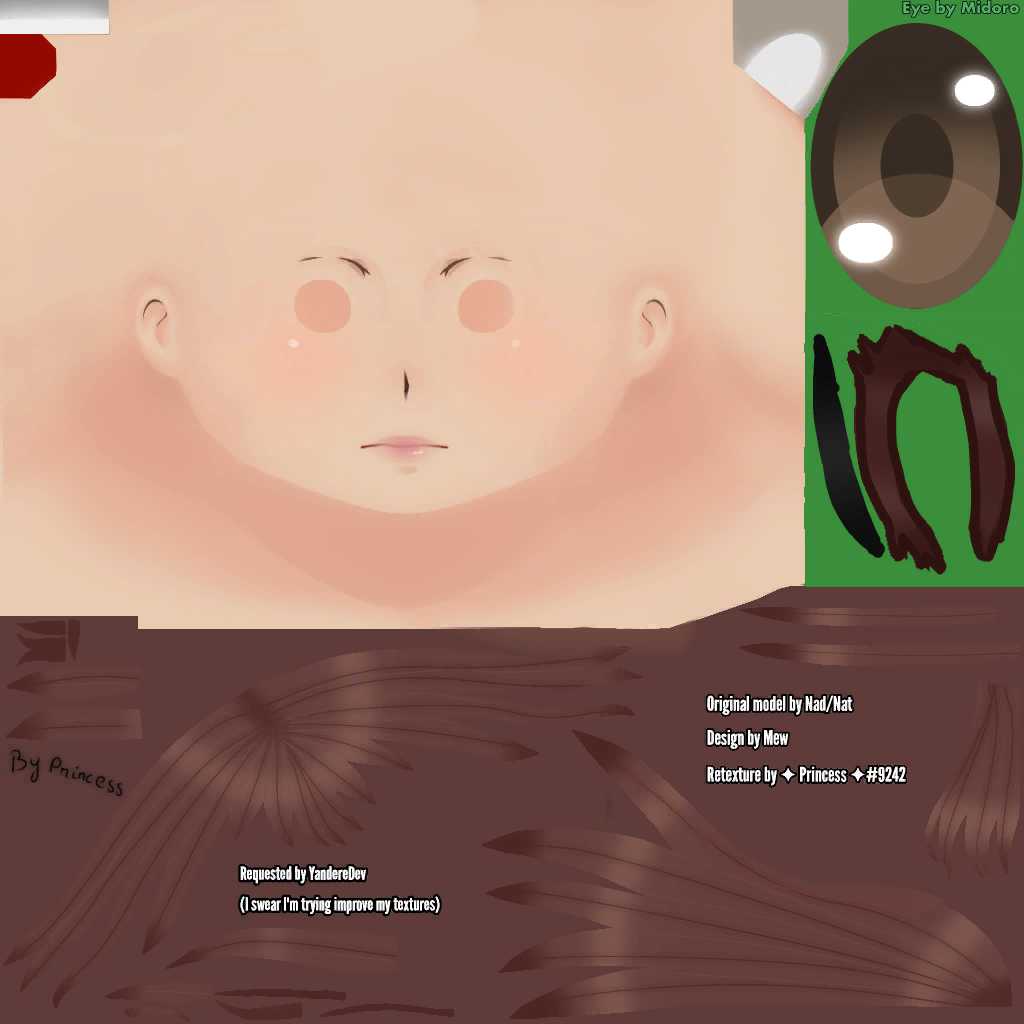 Eye by Midoro
Original model by Nad/Nat
Design by Mew
Retexture by ✦ Princess ✦#9242
By Princess
Requested by YandereDev
(I swear I'm trying improve my textures)